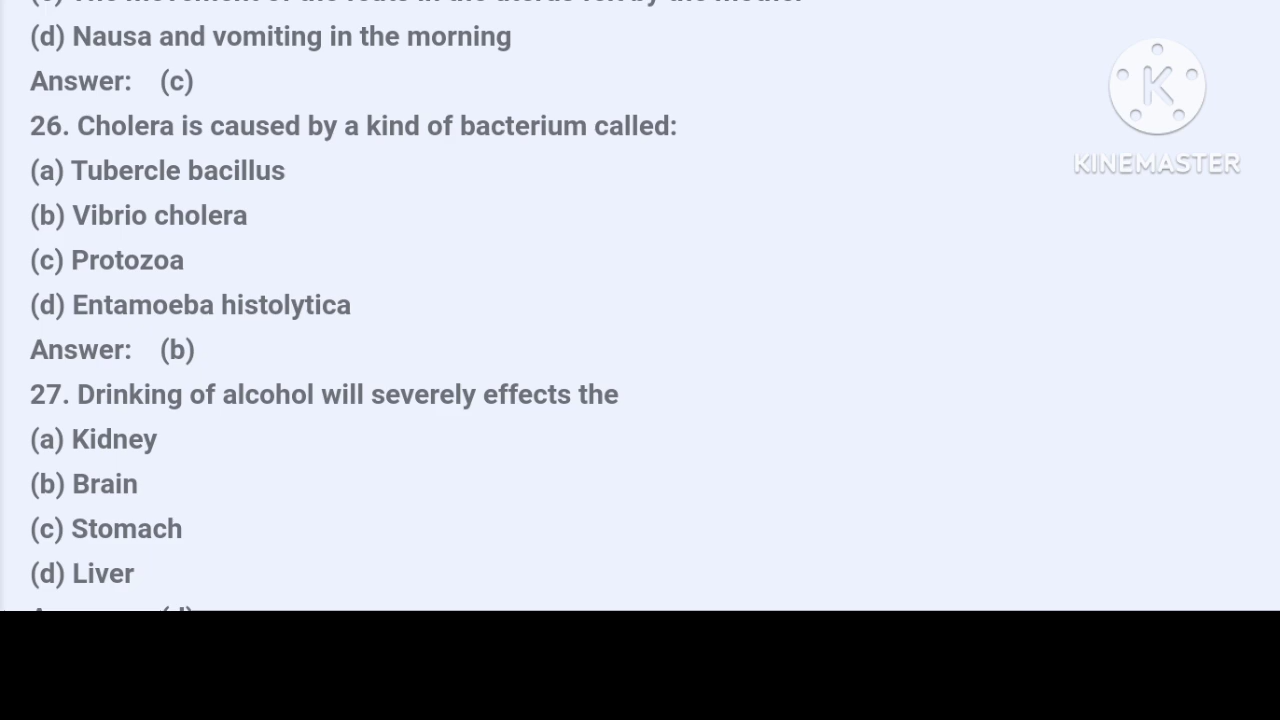 (d) Nausa and vomiting in the morning
Answer: (c)
26. Cholera is caused by a kind of bacterium called:
(a) Tubercle bacillus
(b) Vibrio cholera
(c) Protozoa
(d) Entamoeba histolytica
Answer: (b)
27. Drinking of alcohol will severely effects the
(a) Kidney
(b) Brain
(c) Stomach
(d) Liver
K
KINEMASTER